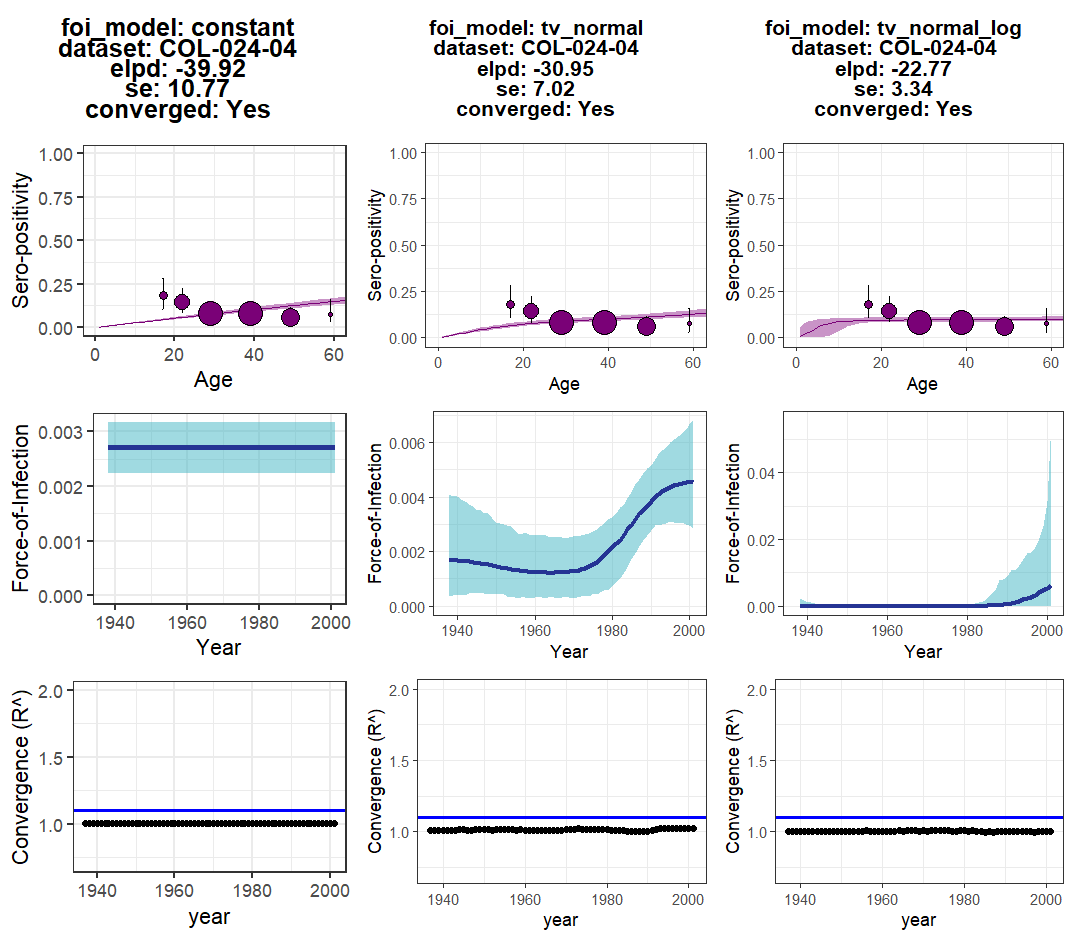 foi_model: constant
dataset: COL-024-04
elpd: -39.92
se: 10.77
converged: Yes
1.00
0.75
0.50
0.25
0.00
Sero-positivity
0
20
40
60
Age
0.003
0.002
0.001
0.000
Force-of-Infection
1940
1960
1980
2000
Year
2.0
1.5
1.0
Convergence (R^)
1940
1960
1980
2000
year
foi_model: tv_normal
dataset: COL-024-04
elpd: -30.95
se: 7.02
converged: Yes
1.00
0.75
0.50
0.25
0.00
Sero-positivity
0
20
40
60
Age
0.006
0.004
0.002
0.000
Force-of-Infection
1940
1960
1980
2000
Year
2.0
1.5
1.0
Convergence (R^)
1940
1960
1980
2000
year
foi_model: tv_normal_log
dataset: COL-024-04
elpd: -22.77
se: 3.34
converged: Yes
1.00
0.75
0.50
0.25
0.00
Sero-positivity
0
20
40
60
Age
0.04
0.02
0.00
Force-of-Infection
1940
1960
1980
2000
Year
2.0
1.5
1.0
Convergence (R^)
1940
1960
1980
2000
year